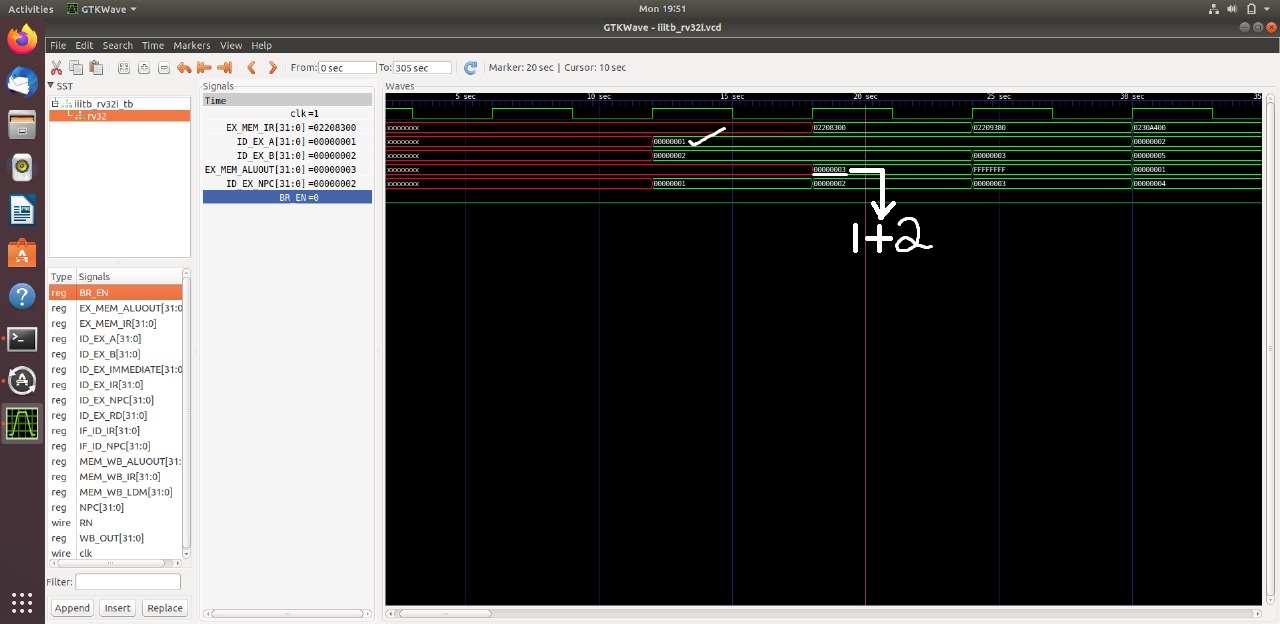 Activities GTKWave Mon 19:51
GTKWave - iiitb_rv32i.vcd
File Edit Search Time Markers View Help
From: 0 sec To: 305 sec Marker: 20 sec | Cursor: 10 sec
SST
iiitb_rv32i_tb
rv32
Type Signals
reg BR_EN
reg EX_MEM_ALUOUT[31:0
reg EX_MEM_IR[31:0]
reg ID_EX_A[31:0]
reg ID_EX_B[31:0]
reg ID_EX_IMMEDIATE[31:0
reg ID_EX_IR[31:0]
reg ID_EX_NPC[31:0]
reg ID_EX_RD[31:0]
reg IF_ID_IR[31:0]
reg IF_ID_NPC[31:0]
reg MEM_WB_ALUOUT[31:
reg MEM_WB_IR[31:0]
reg MEM_WB_LDM[31:0]
reg NPC[31:0]
wire RN
reg WB_OUT[31:0]
wire clk
Filter:
Append Insert Replace
Signals
Time
clk=1
EX_MEM_IR[31:0]=02208300
ID_EX_A[31:0]=00000001
ID_EX_B[31:0]=00000002
EX_MEM_ALUOUT[31:0]=00000003
ID_EX_NPC[31:0]=00000002
BR_EN=0
Waves
5 sec 10 sec 15 sec 20 sec 25 sec 30 sec 35
xxxxxxxx 02208300 02209380 0230A400
xxxxxxxx 00000001 00000002
xxxxxxxx 00000002 00000003 00000005
xxxxxxxx 00000003 FFFFFFFF 00000001
xxxxxxxx 00000001 00000002 00000003 00000004
1+2